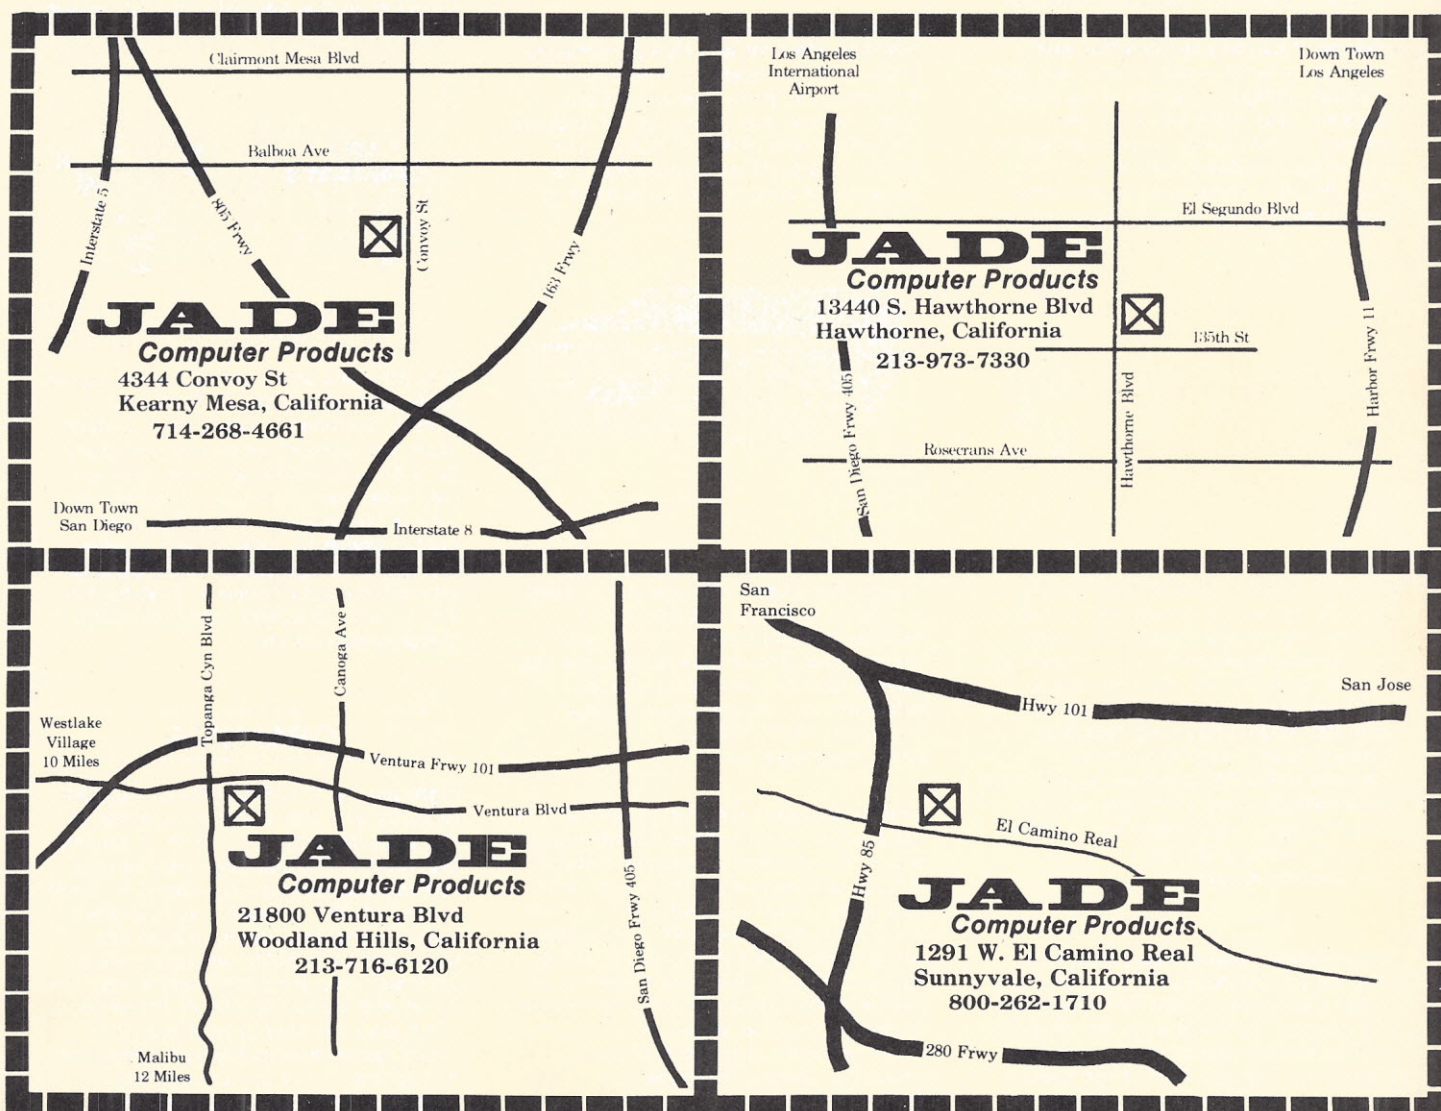 Clairmont Mesa Blvd
Balboa Ave
Interstate 5
805 Frwy
Convoy St
163 Frwy
JADE
Computer Products
4344 Convoy St
Kearny Mesa, California
714-268-4661
Down Town
San Diego
Interstate 8
Los Angeles
International
Airport
Down Town
Los Angeles
El Segundo Blvd
JADE
Computer Products
13440 S. Hawthorne Blvd
Hawthorne, California
213-973-7330
135th St
Harbor Frwy 11
San Diego Frwy 405
Hawthorne Blvd
Rosecrans Ave
Topanga Cyn Blvd
Canoga Ave
Westlake
Village
10 Miles
Ventura Frwy 101
Ventura Blvd
JADE
Computer Products
21800 Ventura Blvd
Woodland Hills, California
213-716-6120
San Diego Frwy 405
Malibu
12 Miles
San
Francisco
San Jose
Hwy 101
El Camino Real
Hwy 85
JADE
Computer Products
1291 W. El Camino Real
Sunnyvale, California
800-262-1710
280 Frwy